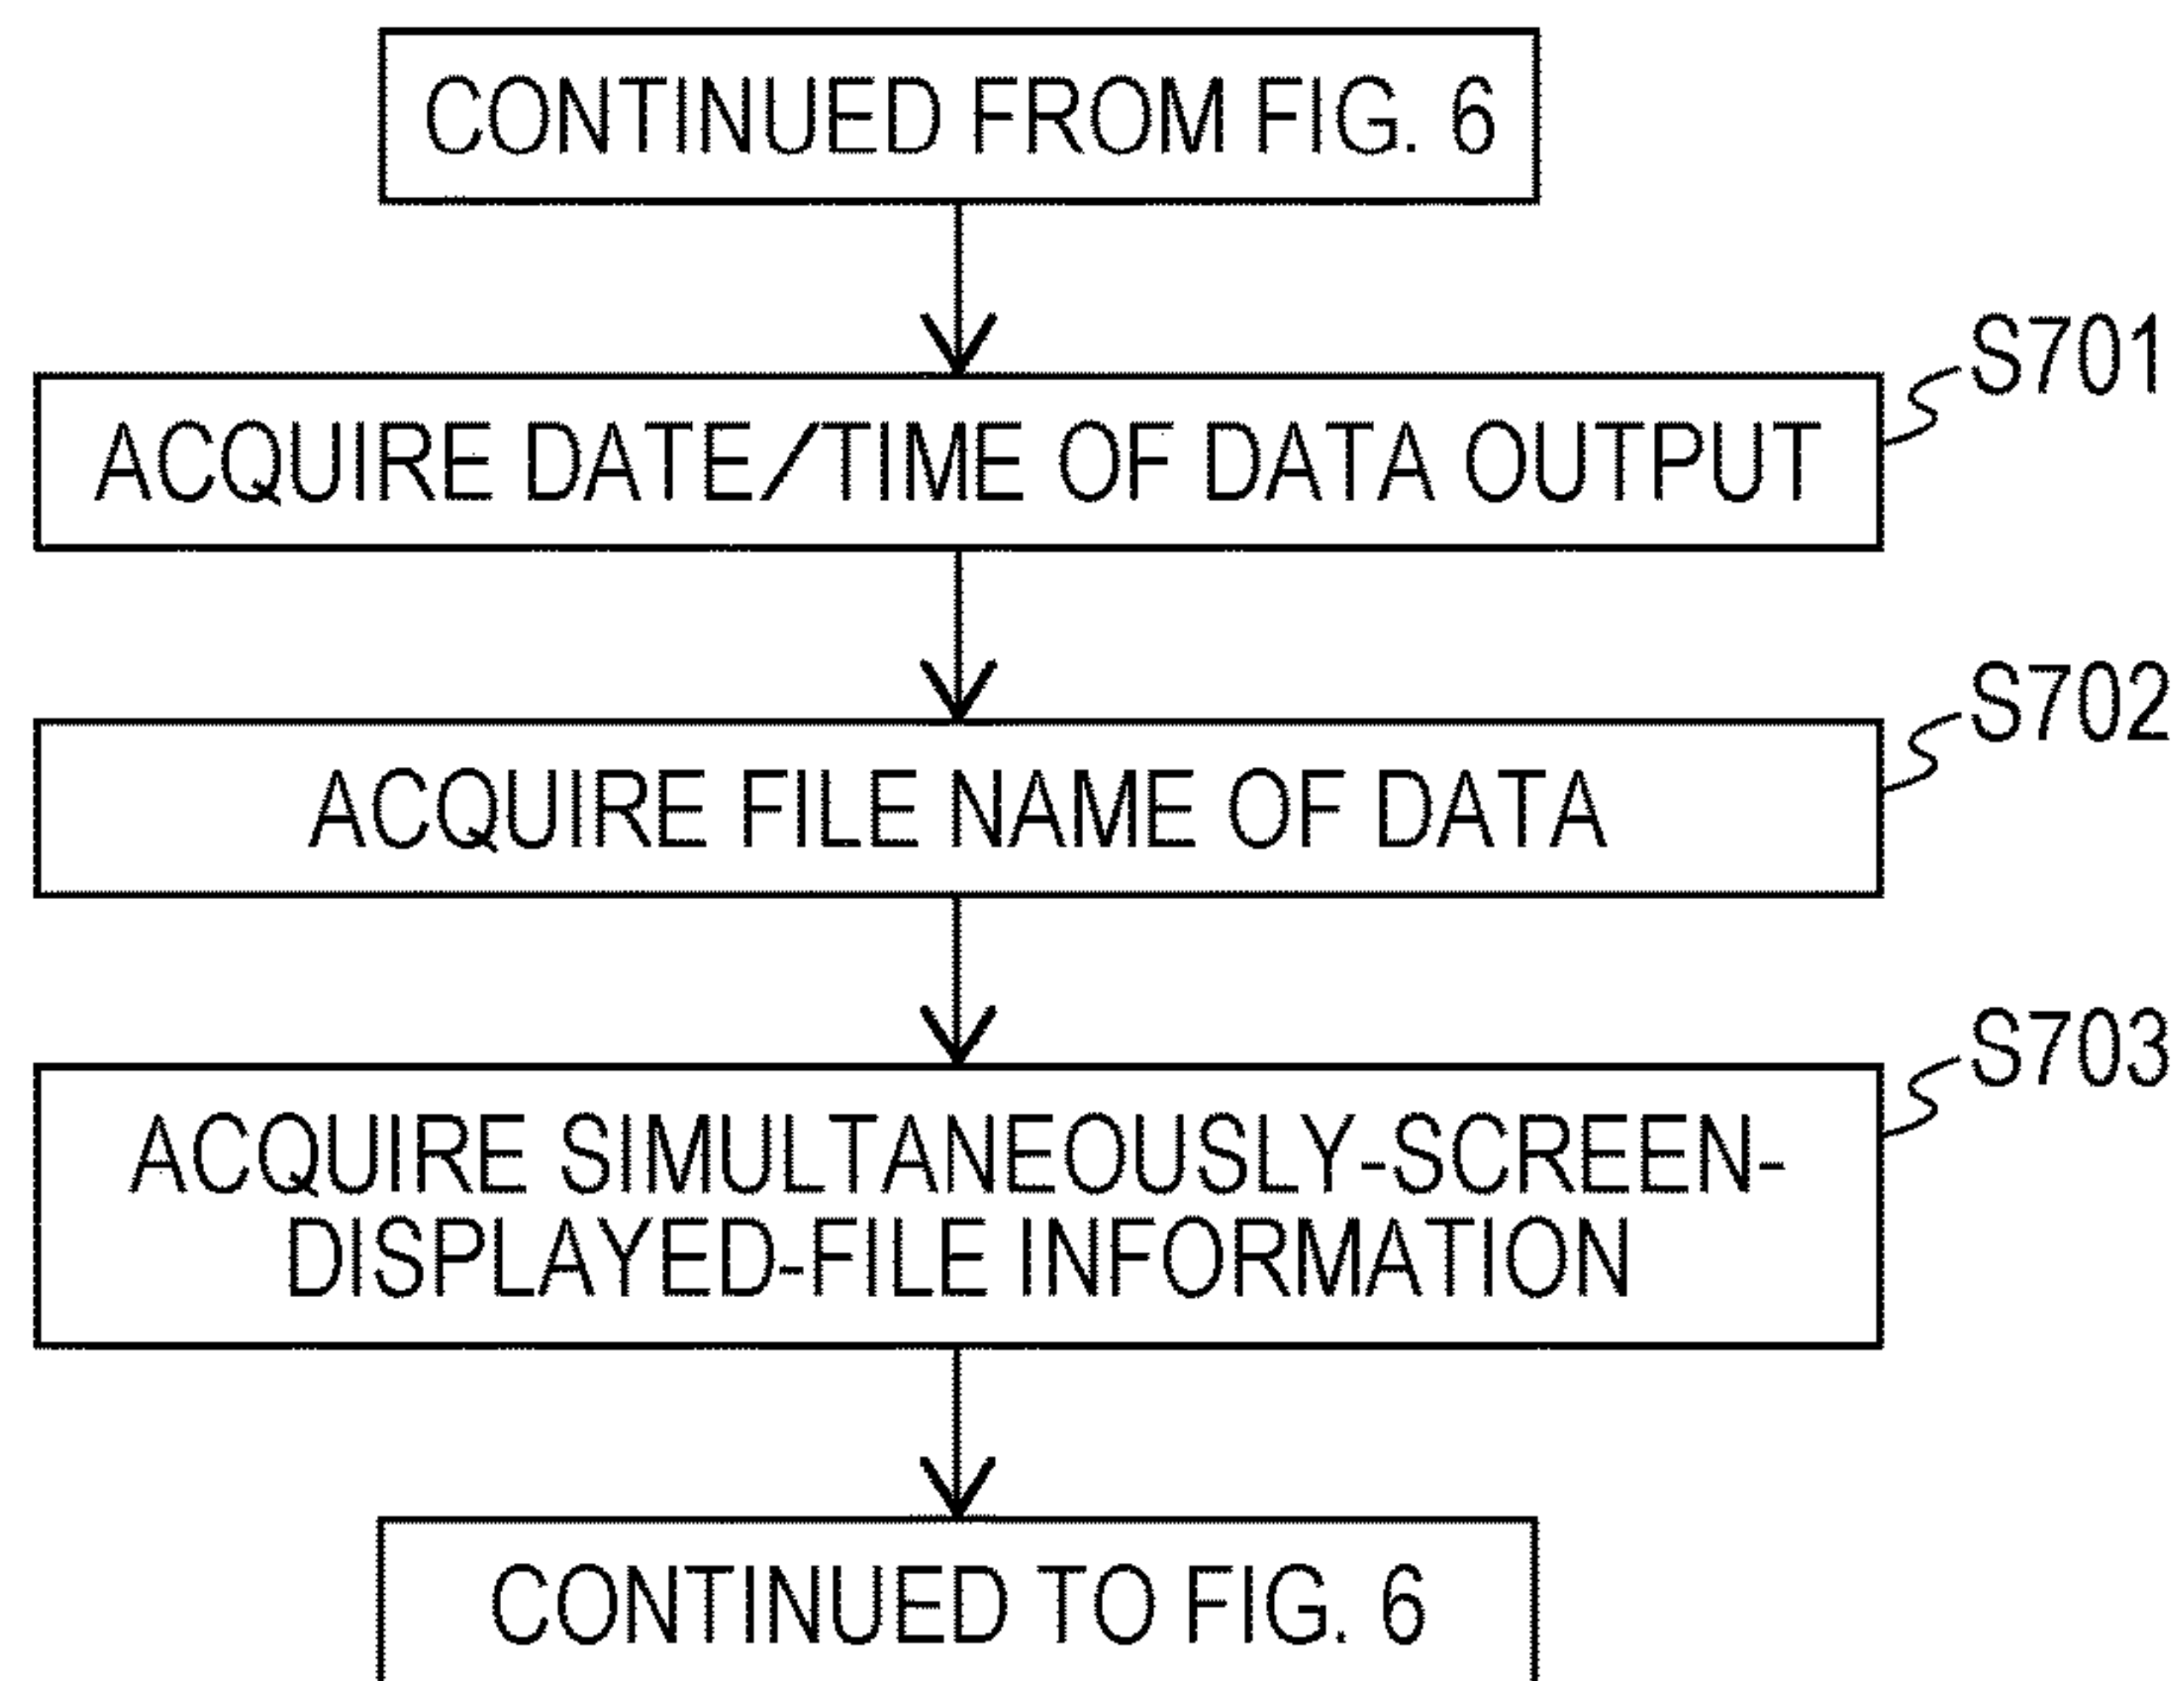 CONTINUED FROM FIG. 6
S701
ACQUIRE DATE/TIME OF DATA OUTPUT
S702
ACQUIRE FILE NAME OF DATA
S703
ACQUIRE SIMULTANEOUSLY-SCREEN-
DISPLAYED-FILE INFORMATION
CONTINUED TO FIG. 6